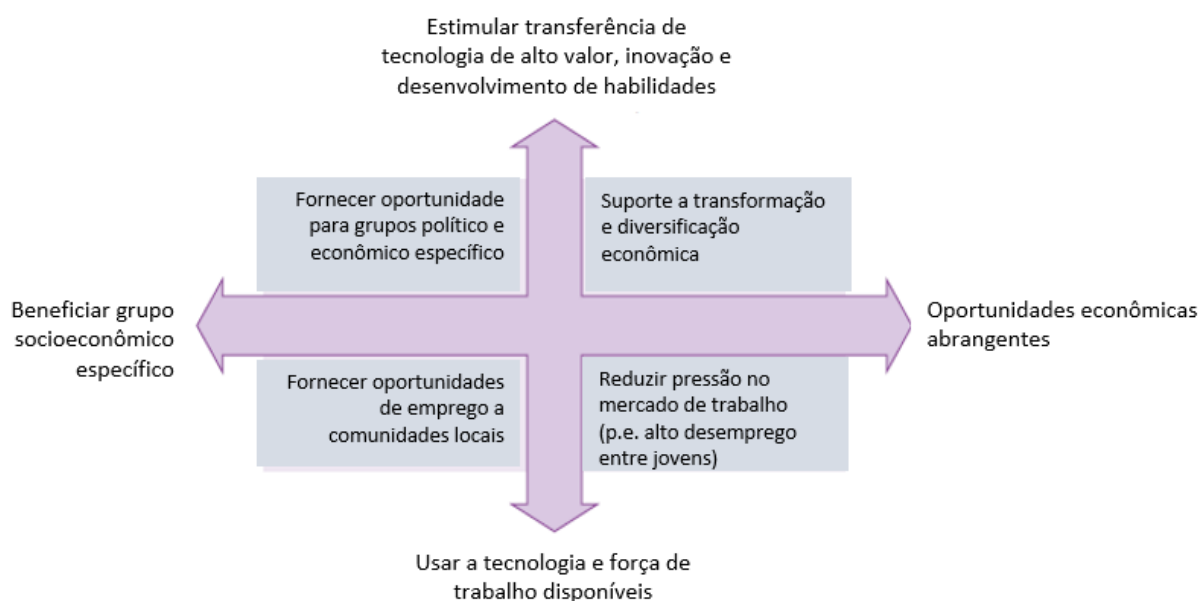 Estimular transferência de
tecnologia de alto valor, inovação e
desenvolvimento de habilidades
Fornecer oportunidade
para grupos político e
econômico específico
Suporte a transformação
e diversificação
econômica
Beneficiar grupo
socioeconômico
específico
Oportunidades econômicas
abrangentes
Fornecer oportunidades
de emprego a
comunidades locais
Reduzir pressão no
mercado de trabalho
(p.e. alto desemprego
entre jovens)
Usar a tecnologia e força de
trabalho disponíveis